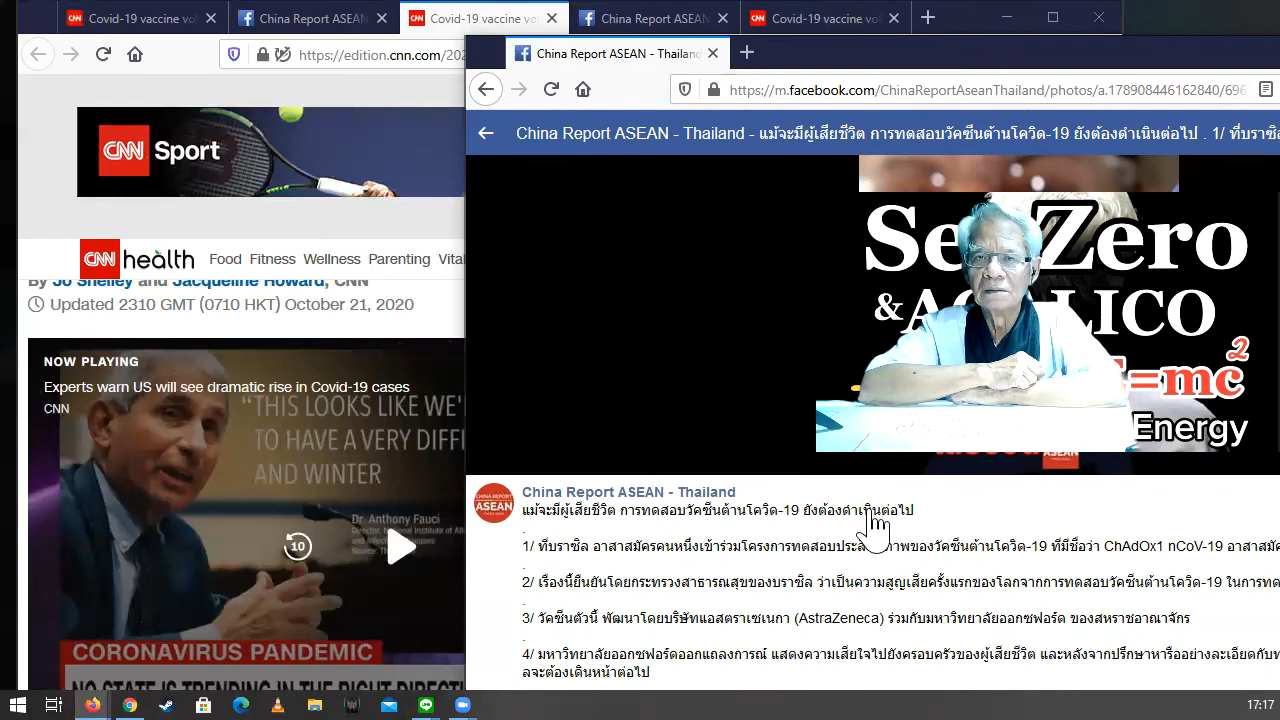 Covid-19 vaccine vol
China Report ASEAN
Covid-19 vaccine vo
China Report ASEAN
Covid-19 vaccine vol
https://edition.cnn.com/202
China Report ASEAN - Thailand
https://m.facebook.com/ChinaReportAseanThailand/photos/a.178908446162840/696
China Report ASEAN - Thailand - แม้จะมีผู้เสียชีวิต การทดสอบวัคซีนต้านโควิด-19 ยังต้องดำเนินต่อไป . 1/ ที่บราซิ
CNN Sport
CNN health Food Fitness Wellness Parenting Vital
By Jo Shelley and Jacqueline Howard, CNN
Updated 2310 GMT (0710 HKT) October 21, 2020
NOW PLAYING
Experts warn US will see dramatic rise in Covid-19 cases
CNN
“THIS LOOKS LIKE WE'
TO HAVE A VERY DIFFI
AND WINTER
Dr. Anthony Fauci
10
CORONAVIRUS PANDEMIC
NO STATE IS TRENDING IN THE RIGHT DIRECTI
Zero
LICO
=mc2
Energy
ASEAN
CHINA REPORT
ASEAN
China Report ASEAN - Thailand
แม้จะมีผู้เสียชีวิต การทดสอบวัคซีนต้านโควิด-19 ยังต้องดำเนินต่อไป
.
1/ ที่บราซิล อาสาสมัครคนหนึ่งเข้าร่วมโครงการทดสอบประสิทธิภาพของวัคซีนต้านโควิด-19 ที่มีชื่อว่า ChAdOx1 nCoV-19 อาสาสมัค
.
2/ เรื่องนี้ยืนยันโดยกระทรวงสาธารณสุขของบราซิล ว่าเป็นความสูญเสียครั้งแรกของโลกจากการทดสอบวัคซีนต้านโควิด-19 ในการทด
.
3/ วัคซีนตัวนี้ พัฒนาโดยบริษัทแอสตราเซเนกา (AstraZeneca) ร่วมกับมหาวิทยาลัยออกซฟอร์ด ของสหราชอาณาจักร
.
4/ มหาวิทยาลัยออกซฟอร์ดออกแถลงการณ์ แสดงความเสียใจไปยังครอบครัวของผู้เสียชีวิต และหลังจากปรึกษาหารืออย่างละเอียดกับท
ลจะต้องเดินหน้าต่อไป
17:17